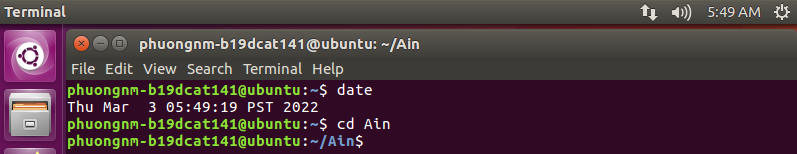 Terminal 5:49 AM
phuongnm-b19dcat141@ubuntu: ~/Ain
File Edit View Search Terminal Help
phuongnm-b19dcat141@ubuntu:~$ date
Thu Mar  3 05:49:19 PST 2022
phuongnm-b19dcat141@ubuntu:~$ cd Ain
phuongnm-b19dcat141@ubuntu:~/Ain$